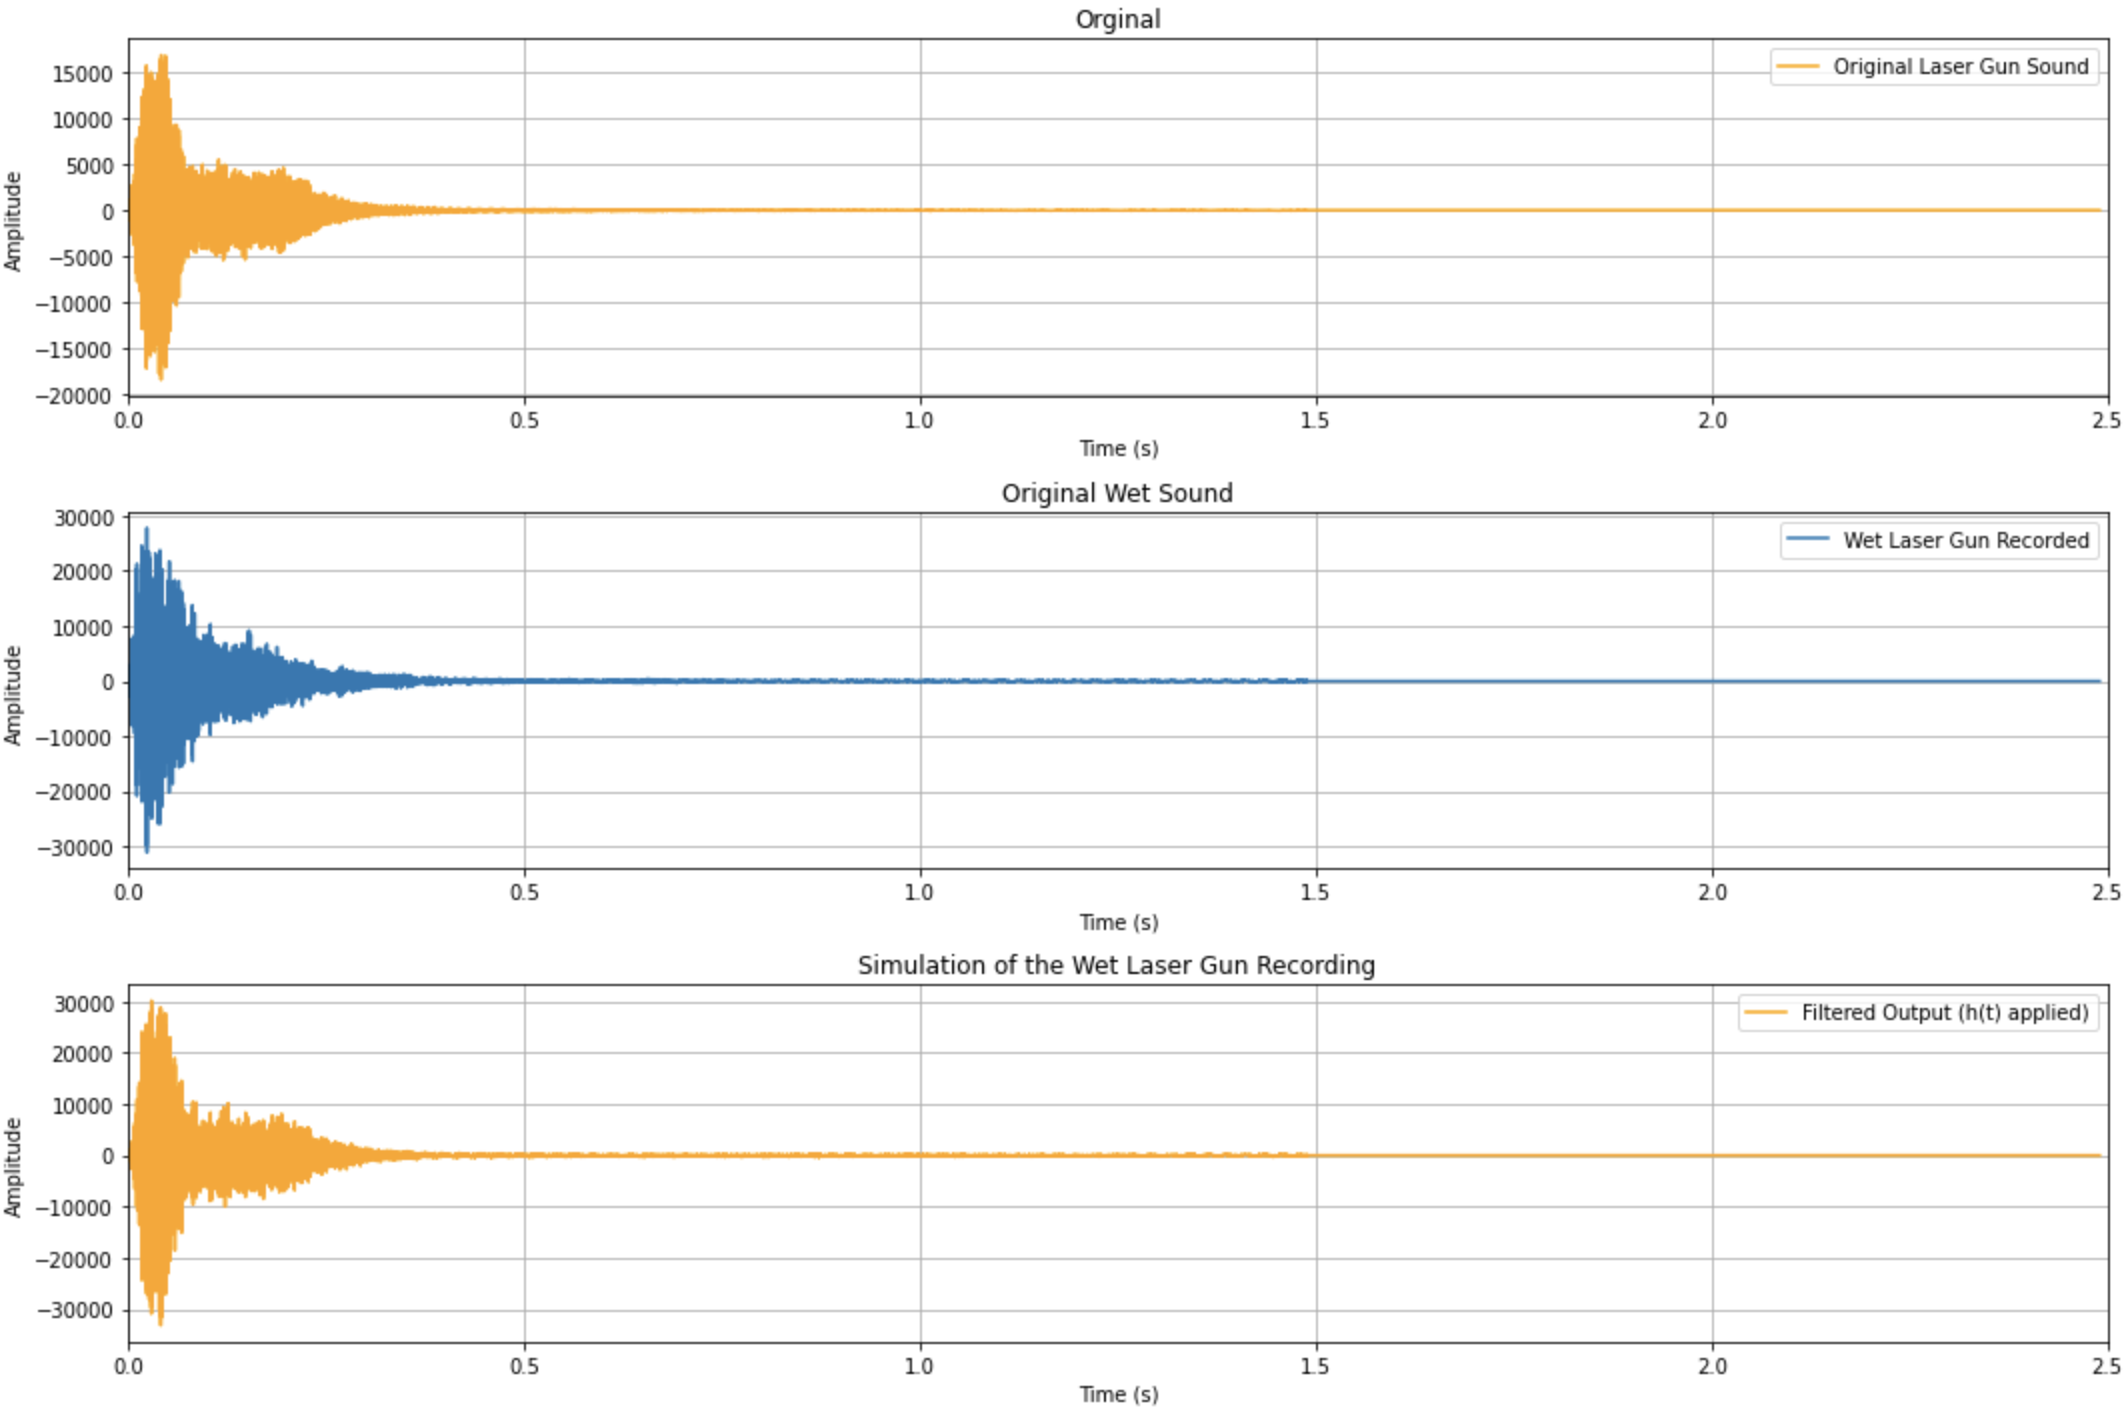 Orginal
Original Laser Gun Sound
15000
10000
5000
0
−5000
−10000
−15000
−20000
Amplitude
0.0 0.5 1.0 1.5 2.0 2.5
Time (s)
Original Wet Sound
Wet Laser Gun Recorded
30000
20000
10000
0
−10000
−20000
−30000
Amplitude
0.0 0.5 1.0 1.5 2.0 2.5
Time (s)
Simulation of the Wet Laser Gun Recording
Filtered Output (h(t) applied)
30000
20000
10000
0
−10000
−20000
−30000
Amplitude
0.0 0.5 1.0 1.5 2.0 2.5
Time (s)